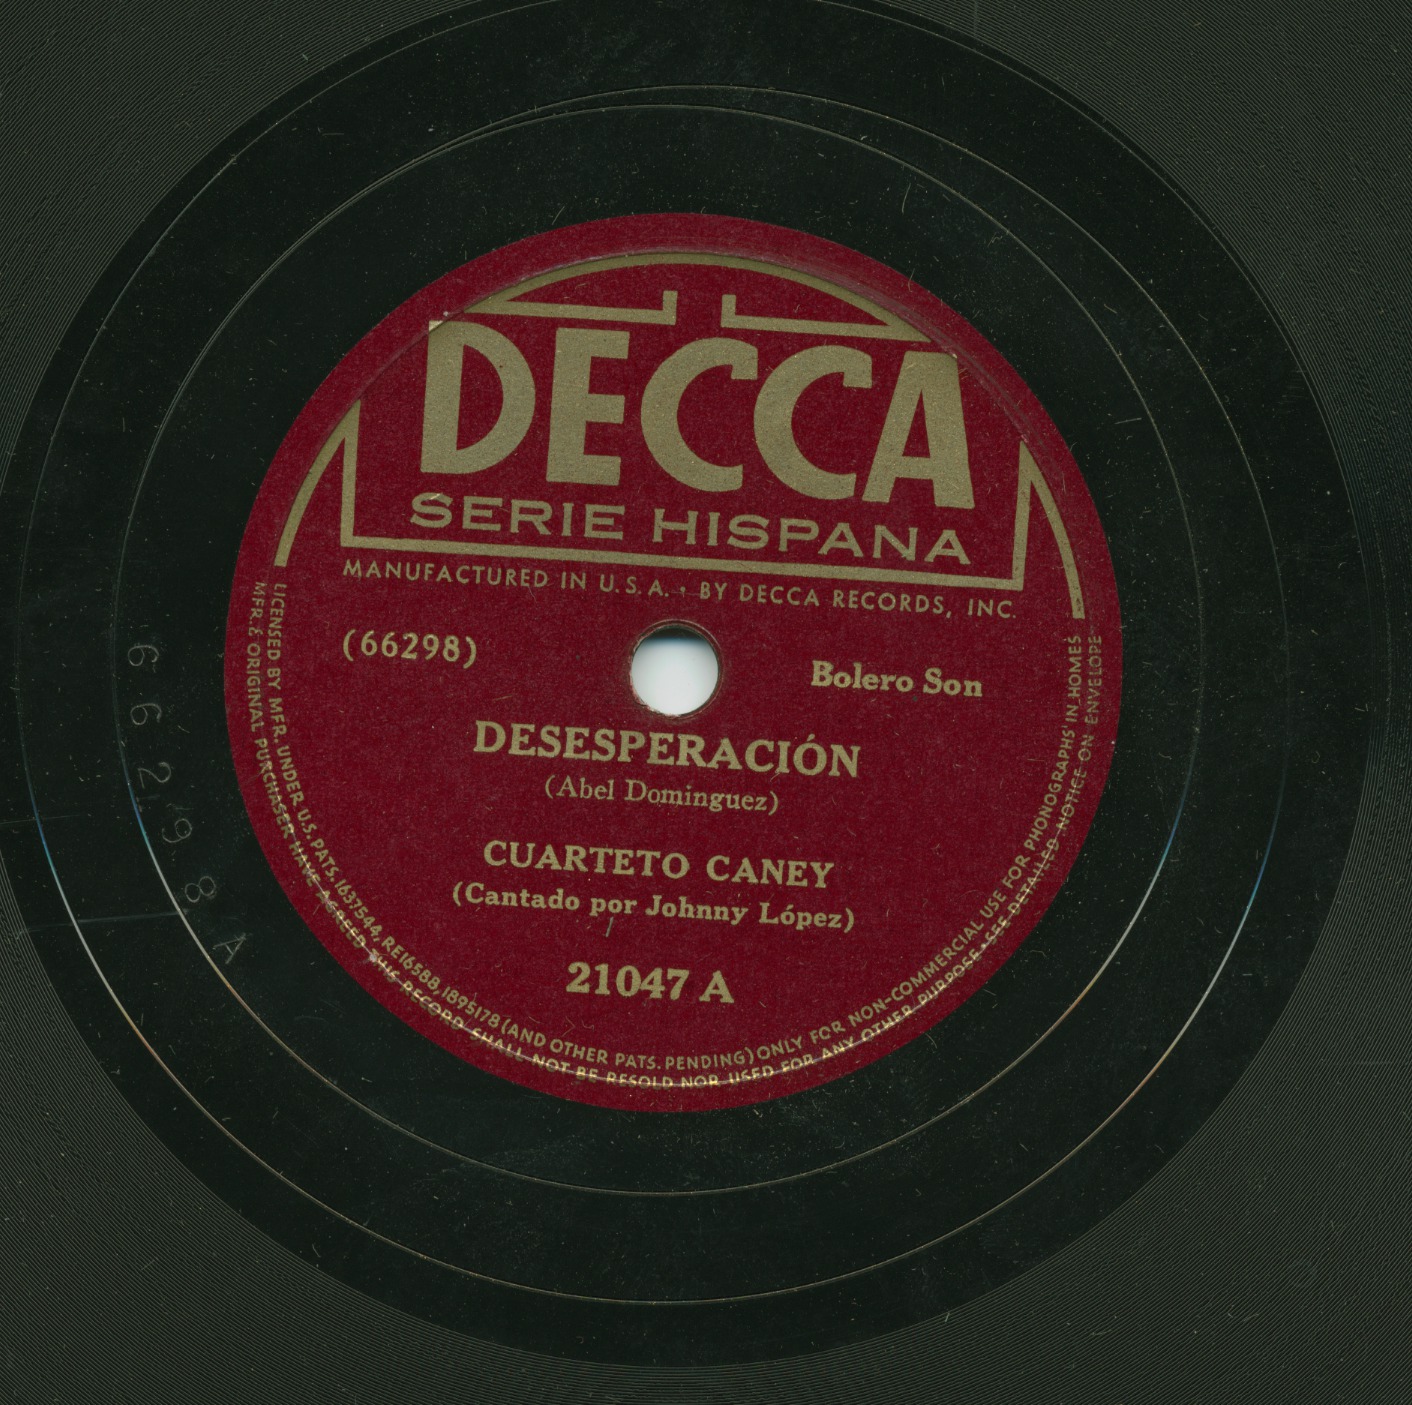 DECCA
SERIE HISPANA
MANUFACTURED IN U.S.A. · BY DECCA RECORDS, INC.
(66298)
Bolero Son
DESESPERACIÓN
(Abel Dominguez)
CUARTETO CANEY
(Cantado por Johnny López)
21047 A
LICENSED BY MFR. UNDER U.S. PATS. 1637544, RE16588, 1895178 (AND OTHER PATS. PENDING) ONLY FOR NON-COMMERCIAL USE FOR PHONOGRAPHS IN HOMES
MFR. & ORIGINAL PURCHASER HAVE AGREED THIS RECORD SHALL NOT BE RESOLD NOR USED FOR ANY OTHER PURPOSE · SEE DETAILED NOTICE ON ENVELOPE
66298 A